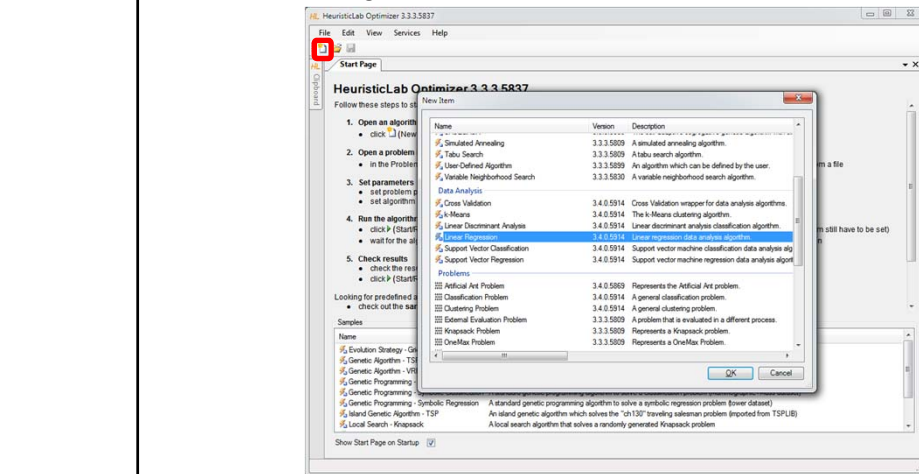 HL HeuristicLab Optimizer 3.3.3.5837
File Edit View Services Help
Start Page
HL Clipboard
HeuristicLab Optimizer 3.3.3.5837
Follow these steps to st
1. Open an algorith
click (New
2. Open a problem
in the Problem
m a file
3. Set parameters
set problem p
set algorithm
4. Run the algorithm
click (Start/R
m still have to be set)
wait for the alg
5. Check results
check the resu
click (Start/R
Looking for predefined a
check out the sam
Samples
Name
Evolution Strategy - Gri
Genetic Algorithm - TSP
Genetic Algorithm - VRP
Genetic Programming -
Genetic Programming - Symbolic Classification
Genetic Programming - Symbolic Regression A standard genetic programming algorithm to solve a symbolic regression problem (tower dataset)
Island Genetic Algorithm - TSP An island genetic algorithm which solves the "ch130" traveling salesman problem (imported from TSPLIB)
Local Search - Knapsack A local search algorithm that solves a randomly generated Knapsack problem
Show Start Page on Startup
New Item
Name Version Description
Simulated Annealing 3.3.3.5809 A simulated annealing algorithm.
Tabu Search 3.3.3.5809 A tabu search algorithm.
User-Defined Algorithm 3.3.3.5899 An algorithm which can be defined by the user.
Variable Neighborhood Search 3.3.3.5830 A variable neighborhood search algorithm.
Data Analysis
Cross Validation 3.4.0.5914 Cross Validation wrapper for data analysis algorithms.
k-Means 3.4.0.5914 The k-Means clustering algorithm.
Linear Discriminant Analysis 3.4.0.5914 Linear discriminant analysis classification algorithm.
Linear Regression 3.4.0.5914 Linear regression data analysis algorithm.
Support Vector Classification 3.4.0.5914 Support vector machine classification data analysis alg
Support Vector Regression 3.4.0.5914 Support vector machine regression data analysis algorit
Problems
Artificial Ant Problem 3.4.0.5869 Represents the Artificial Ant problem.
Classification Problem 3.4.0.5914 A general classification problem.
Clustering Problem 3.4.0.5914 A general clustering problem.
External Evaluation Problem 3.3.3.5809 A problem that is evaluated in a different process.
Knapsack Problem 3.3.3.5809 Represents a Knapsack problem.
OneMax Problem 3.3.3.5809 Represents a OneMax Problem.
OK Cancel